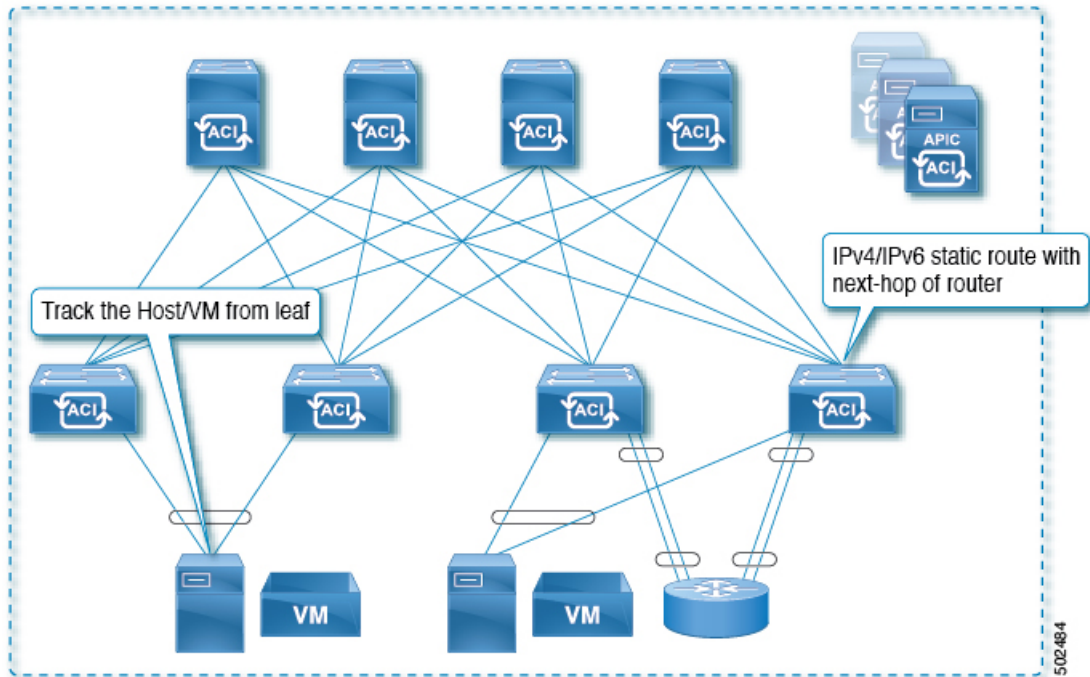 ACI
ACI
ACI
ACI
APIC
ACI
IPv4/IPv6 static route with
next-hop of router
Track the Host/VM from leaf
ACI
ACI
ACI
ACI
VM
VM
502484